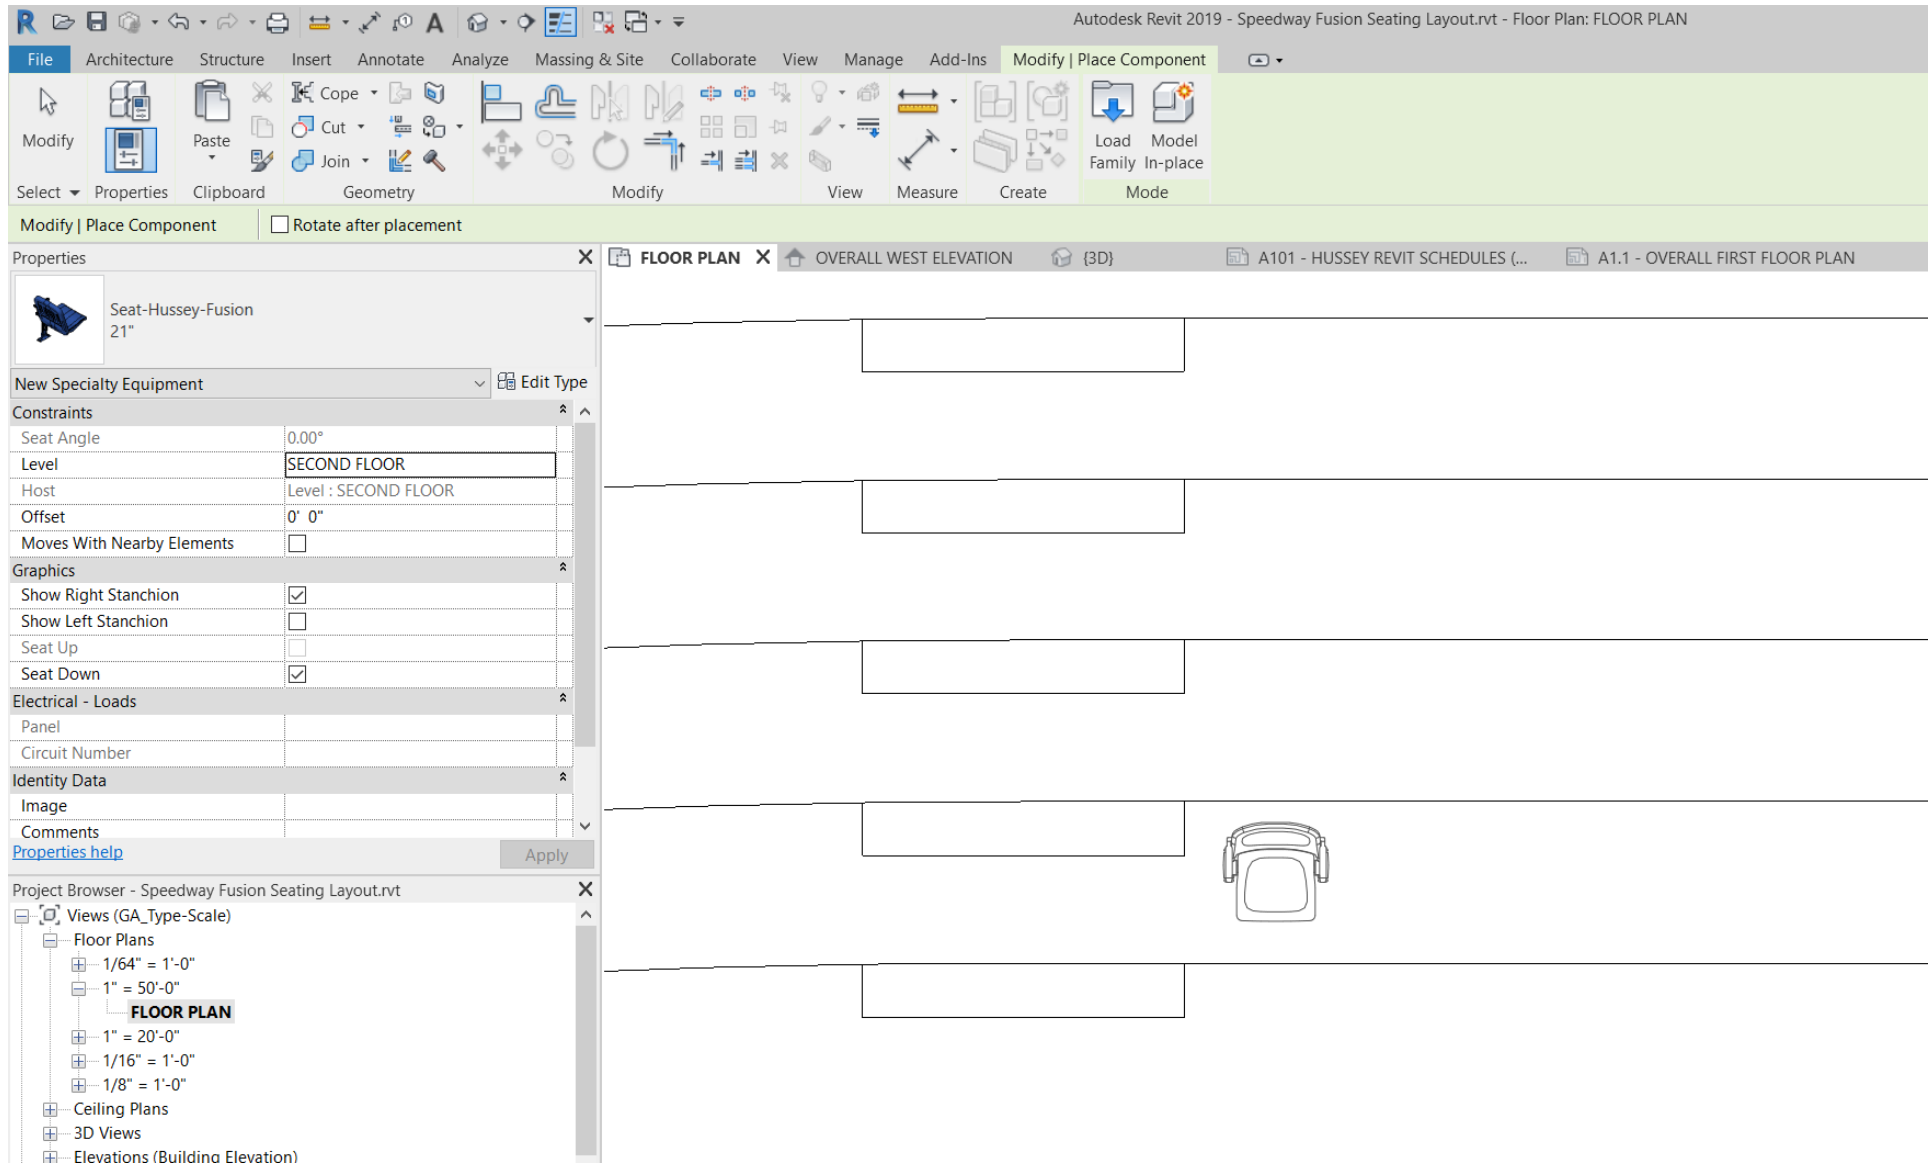 Autodesk Revit 2019 - Speedway Fusion Seating Layout.rvt - Floor Plan: FLOOR PLAN
File Architecture Structure Insert Annotate Analyze Massing & Site Collaborate View Manage Add-Ins Modify | Place Component
Modify
Paste
Cope
Cut
Join
Load Family
Model In-place
Select Properties Clipboard Geometry Modify View Measure Create Mode
Modify | Place Component Rotate after placement
Properties
FLOOR PLAN OVERALL WEST ELEVATION {3D} A101 - HUSSEY REVIT SCHEDULES (... A1.1 - OVERALL FIRST FLOOR PLAN
Seat-Hussey-Fusion
21"
New Specialty Equipment Edit Type
Constraints
Seat Angle 0.00°
Level SECOND FLOOR
Host Level : SECOND FLOOR
Offset 0' 0"
Moves With Nearby Elements
Graphics
Show Right Stanchion
Show Left Stanchion
Seat Up
Seat Down
Electrical - Loads
Panel
Circuit Number
Identity Data
Image
Comments
Properties help Apply
Project Browser - Speedway Fusion Seating Layout.rvt
Views (GA_Type-Scale)
Floor Plans
1/64" = 1'-0"
1" = 50'-0"
FLOOR PLAN
1" = 20'-0"
1/16" = 1'-0"
1/8" = 1'-0"
Ceiling Plans
3D Views
Elevations (Building Elevation)